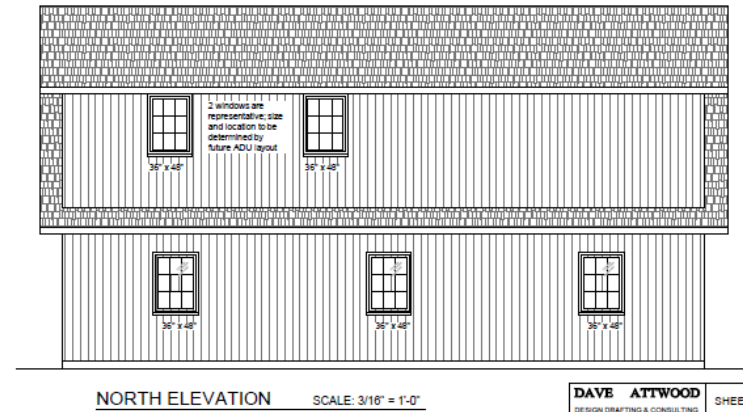 2 windows are
representative; size
and location to be
determined by
future ADU layout
36" x 48" 36" x 48"
36" x 48" 36" x 48" 36" x 48"
NORTH ELEVATION SCALE: 3/16" = 1'-0"
DAVE ATTWOOD
DESIGN DRAFTING & CONSULTING
SHEE